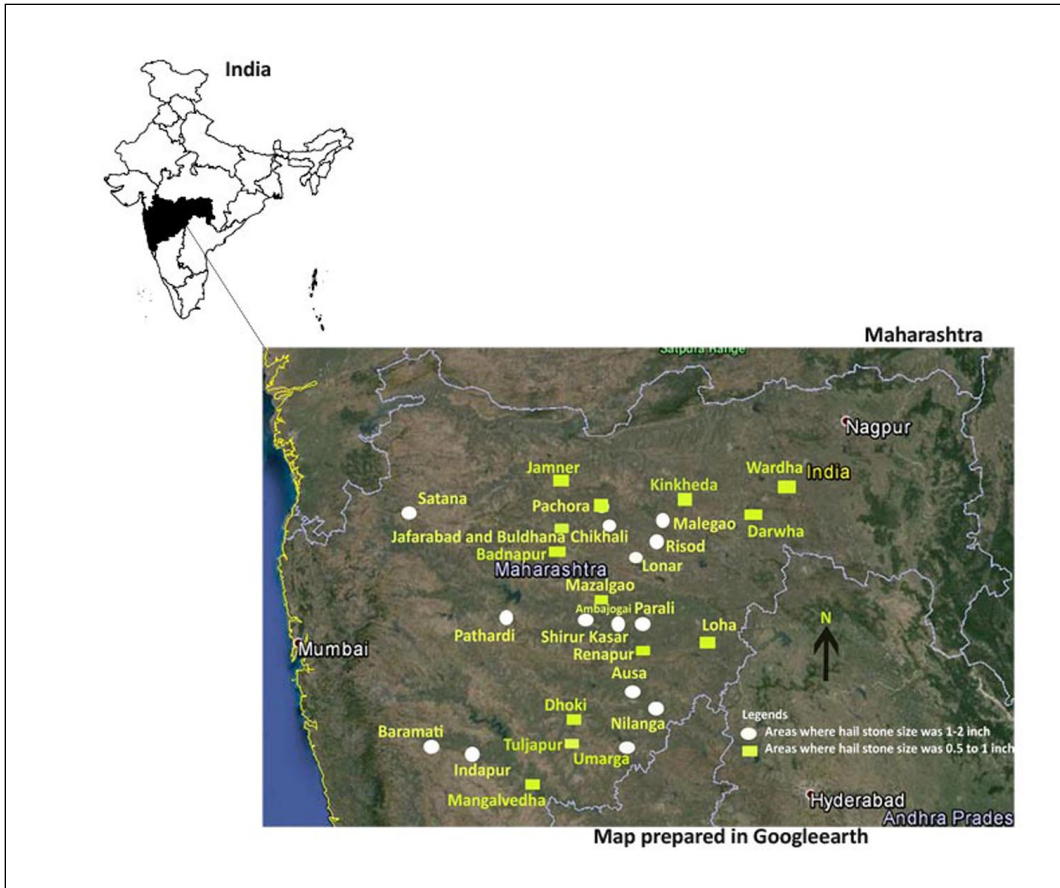 India
Maharashtra
Satpura Range
Nagpur
Jamner
Wardha
India
Kinkheda
Satana
Pachora
Malegao
Darwha
Jafarabad and Buldhana Chikhali
Risod
Badnapur
Lonar
Maharashtra
Mazalgao
Ambajogai Parali
Loha
N
Pathardi
Shirur Kasar
Mumbai
Renapur
Ausa
Dhoki
Nilanga
Legends
Areas where hail stone size was 1-2 inch
Baramati
Tuljapur
Areas where hail stone size was 0.5 to 1 inch
Umarga
Indapur
Mangalvedha
Hyderabad
Andhra Prades
Map prepared in Googleearth